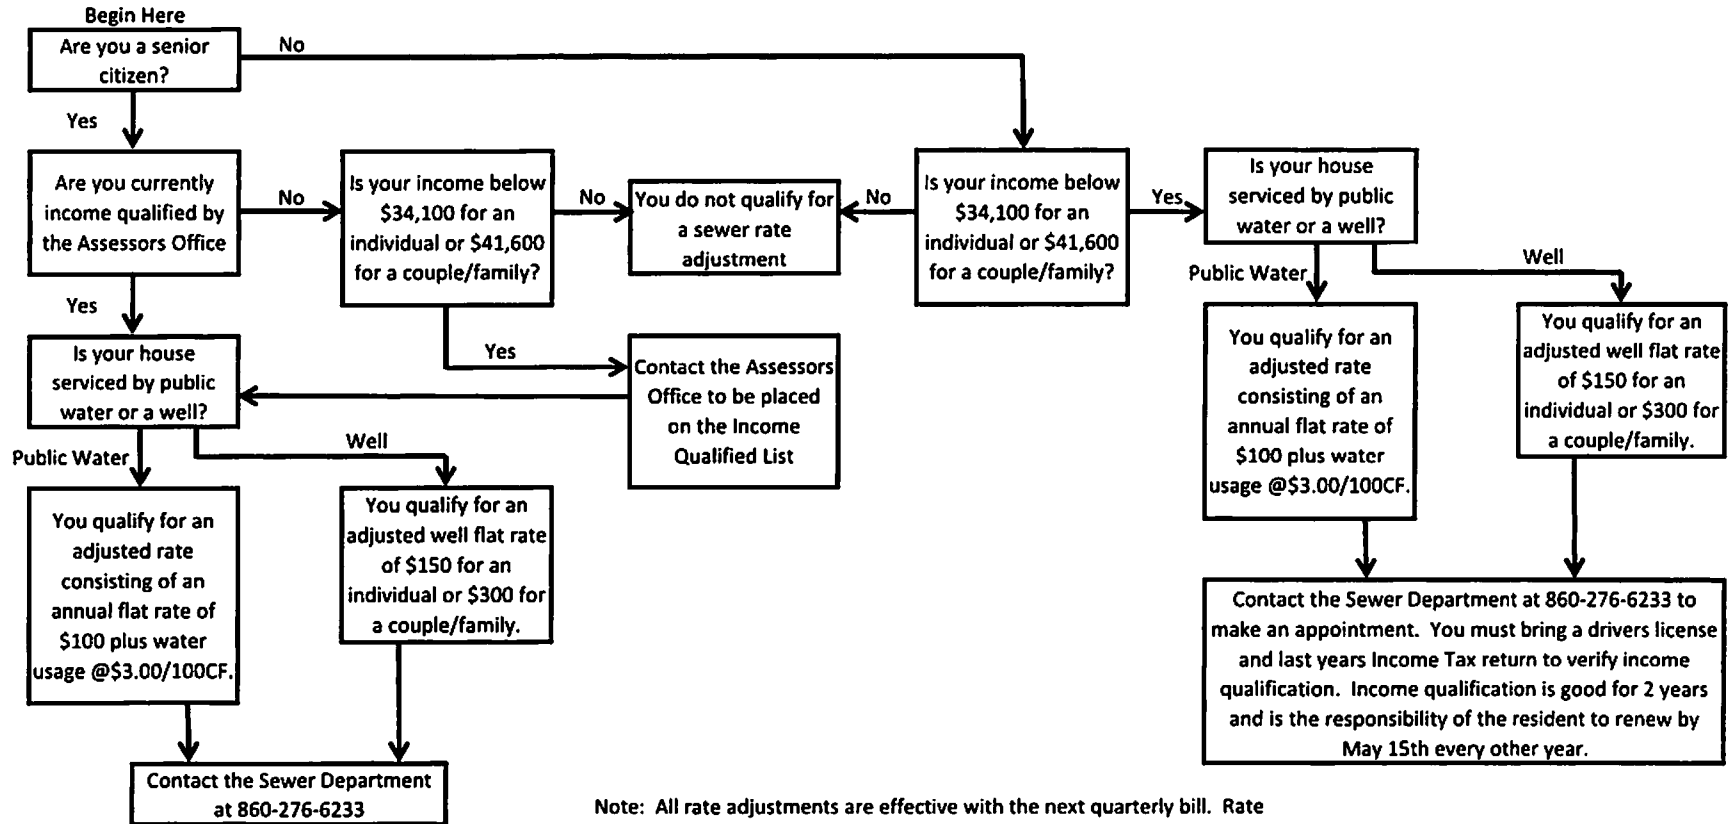 Begin Here
Are you a senior
citizen?
No
Yes
Are you currently
income qualified by
the Assessors Office
No
Is your income below
$34,100 for an
individual or $41,600
for a couple/family?
No
You do not qualify for
a sewer rate
adjustment
No
Is your income below
$34,100 for an
individual or $41,600
for a couple/family?
Yes
Is your house
serviced by public
water or a well?
Public Water
Well
Yes
Is your house
serviced by public
water or a well?
Yes
Contact the Assessors
Office to be placed
on the Income
Qualified List
You qualify for an
adjusted rate
consisting of an
annual flat rate of
$100 plus water
usage @$3.00/100CF.
You qualify for an
adjusted well flat rate
of $150 for an
individual or $300 for
a couple/family.
Public Water
Well
You qualify for an
adjusted rate
consisting of an
annual flat rate of
$100 plus water
usage @$3.00/100CF.
You qualify for an
adjusted well flat rate
of $150 for an
individual or $300 for
a couple/family.
Contact the Sewer Department at 860-276-6233 to
make an appointment. You must bring a drivers license
and last years Income Tax return to verify income
qualification. Income qualification is good for 2 years
and is the responsibility of the resident to renew by
May 15th every other year.
Contact the Sewer Department
at 860-276-6233
Note: All rate adjustments are effective with the next quarterly bill. Rate